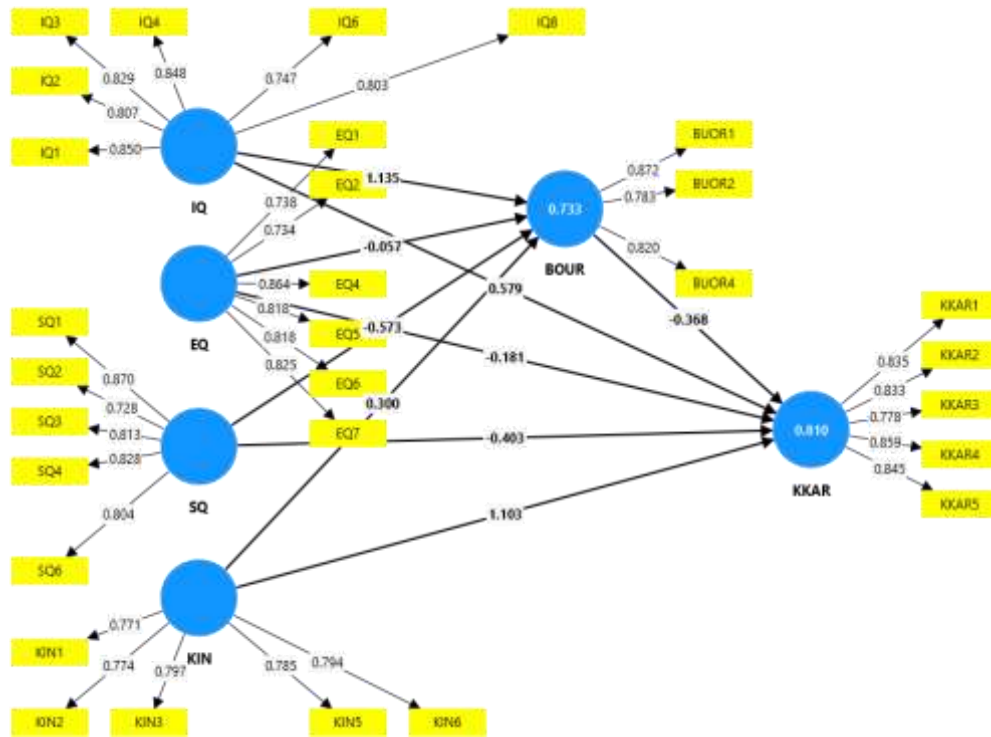 IQ3
IQ4
IQ6
IQ8
0.829
0.848
0.747
0.803
IQ2
0.807
IQ1
0.850
IQ
EQ1
EQ2
0.738
0.734
1.135
BUOR1
0.872
BUOR2
0.783
0.733
0.820
BOUR
BUOR4
-0.057
0.864
EQ4
0.579
0.818
EQ5
-0.573
EQ
0.818
0.825
EQ6
-0.181
-0.368
0.300
EQ7
KKAR1
0.835
KKAR2
0.833
KKAR3
0.778
0.810
0.859
KKAR4
0.845
KKAR
KKAR5
SQ1
0.870
SQ2
0.728
SQ3
0.813
0.828
SQ4
-0.403
SQ
0.804
SQ6
1.103
0.771
KIN1
0.774
0.797
KIN
0.785
0.794
KIN2
KIN3
KIN5
KIN6